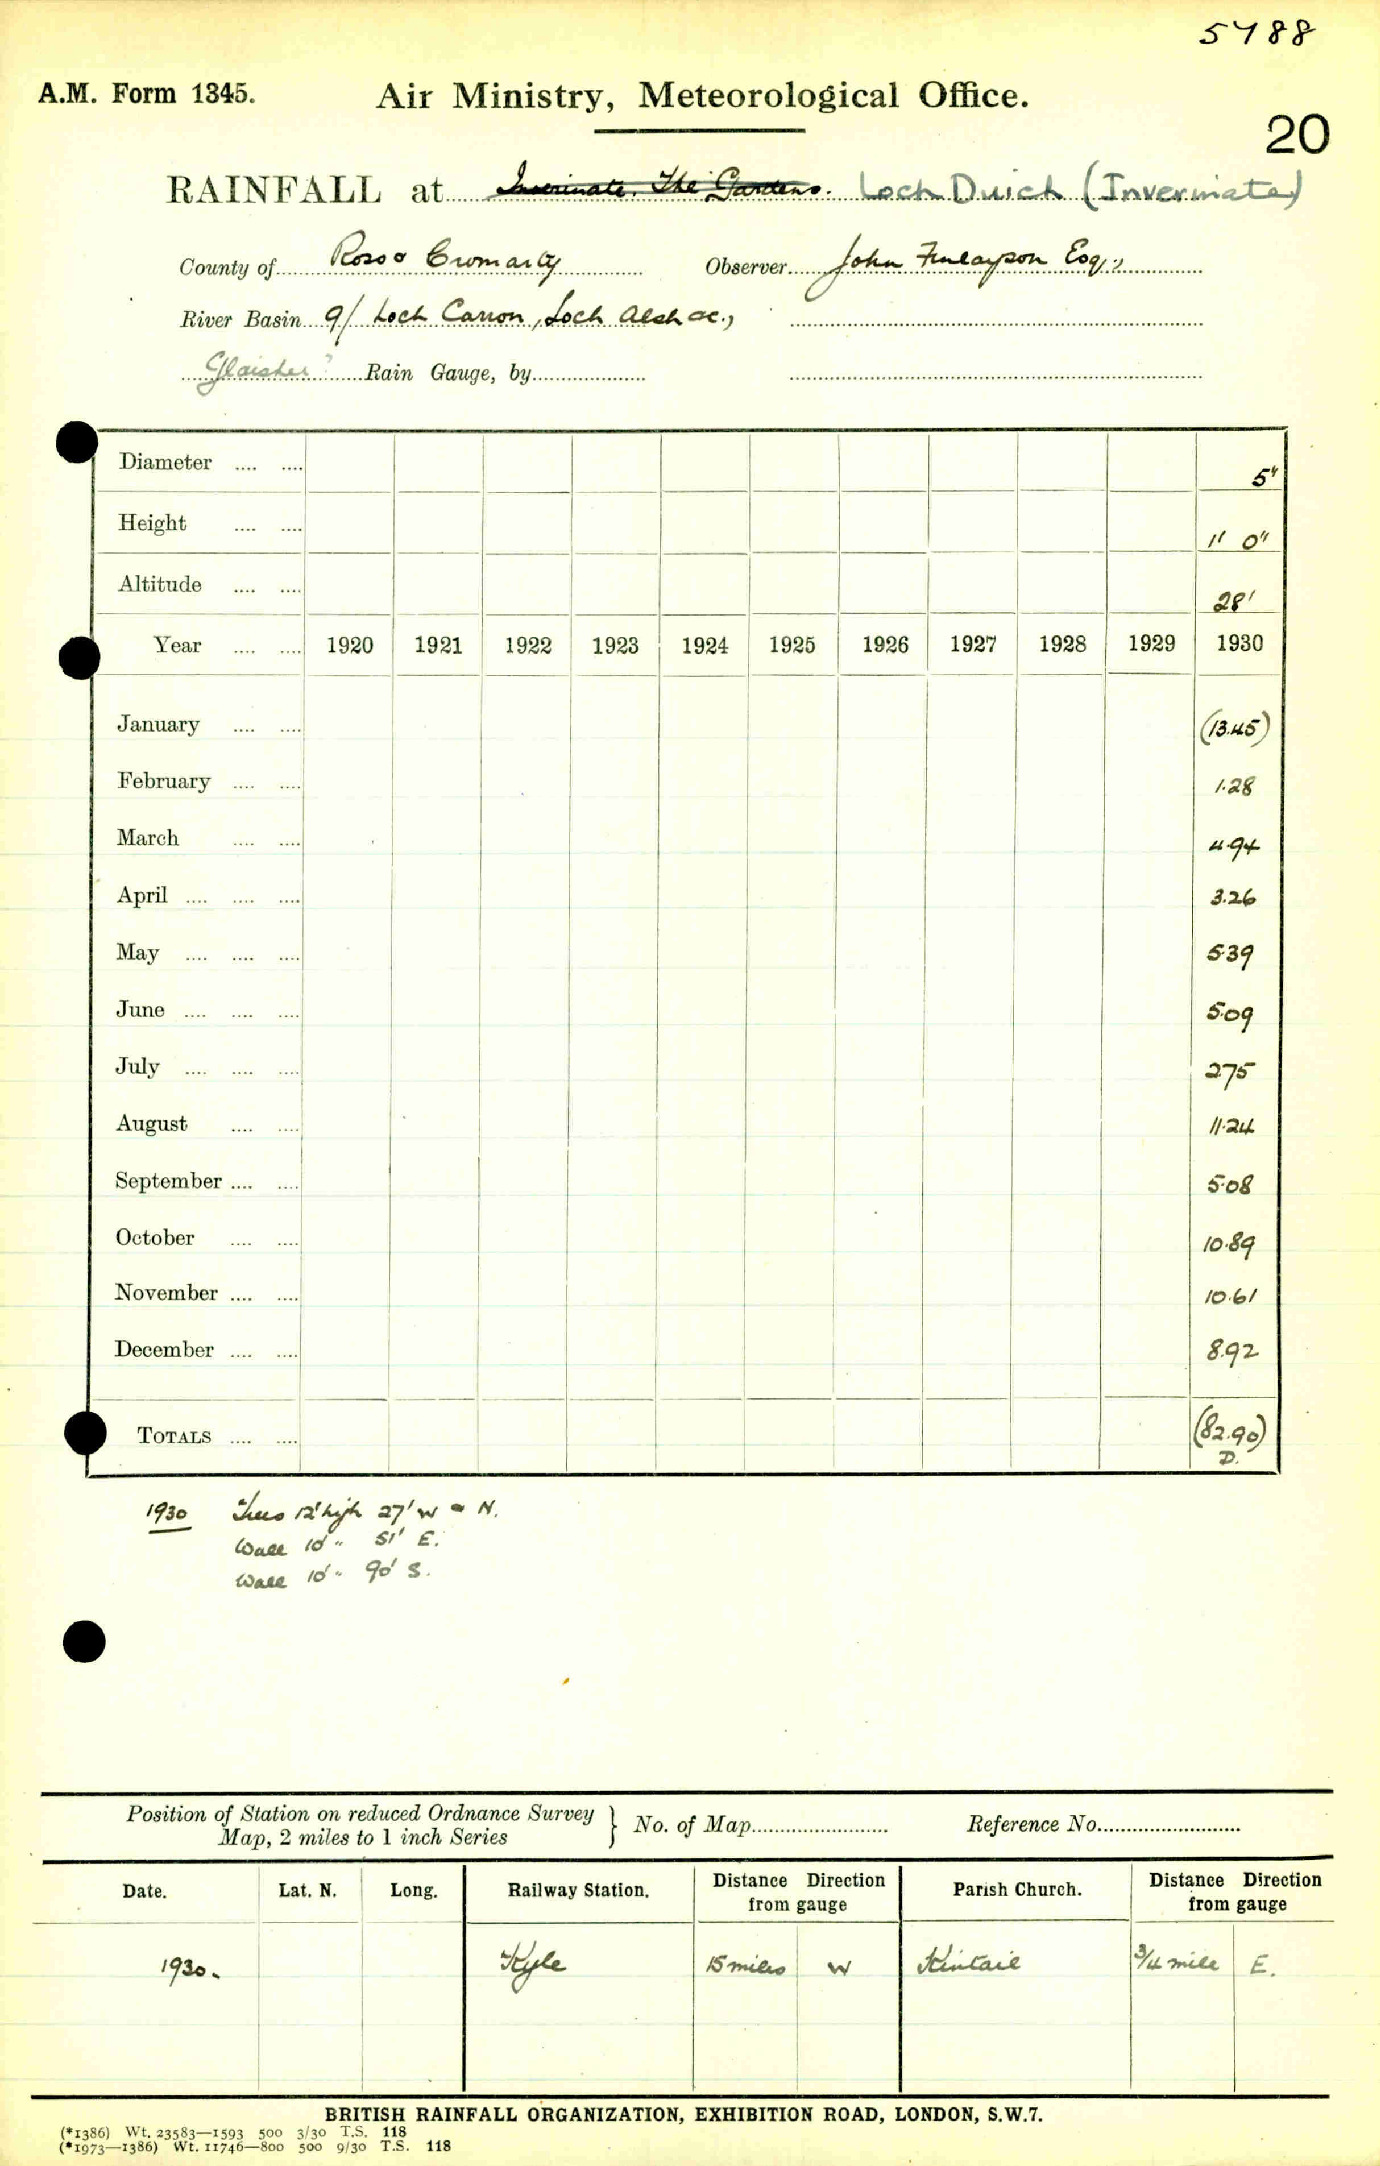 5488
A.M. Form 1345. Air Ministry, Meteorological Office.
20
RAINFALL at Inverinate. The Gardens. Loch Duich (Inverinate)
County of Ross & Cromarty Observer John Finlayson Esq.,
River Basin 9/ Loch Carron, Loch Alsh &c.,
Glaisher? Rain Gauge, by
Diameter .... .... 5"
Height .... .... 1' 0"
Altitude .... .... 28'
Year .... .... 1920 1921 1922 1923 1924 1925 1926 1927 1928 1929 1930
January .... .... (13.45)
February .... .... 1.28
March .... .... 4.94
April .... .... .... 3.26
May .... .... .... 5.39
June .... .... .... 5.09
July .... .... .... 2.75
August .... .... 11.24
September .... .... 5.08
October .... .... 10.89
November .... .... 10.61
December .... .... 8.92
TOTALS .... .... (82.90)
D.
1930 Trees 12' high 27' W & N.
Wall 10' " 51' E.
Wall 10' " 90' S.
Position of Station on reduced Ordnance Survey
Map, 2 miles to 1 inch Series } No. of Map Reference No.
Date. Lat. N. Long. Railway Station. Distance Direction from gauge Parish Church. Distance Direction from gauge
1930. Kyle 15 miles W Kintail 3/4 mile E.
BRITISH RAINFALL ORGANIZATION, EXHIBITION ROAD, LONDON, S.W.7.
(*1386) Wt. 23583—1593 500 3/30 T.S. 118
(*1973—1386) Wt. 11746—800 500 9/30 T.S. 118